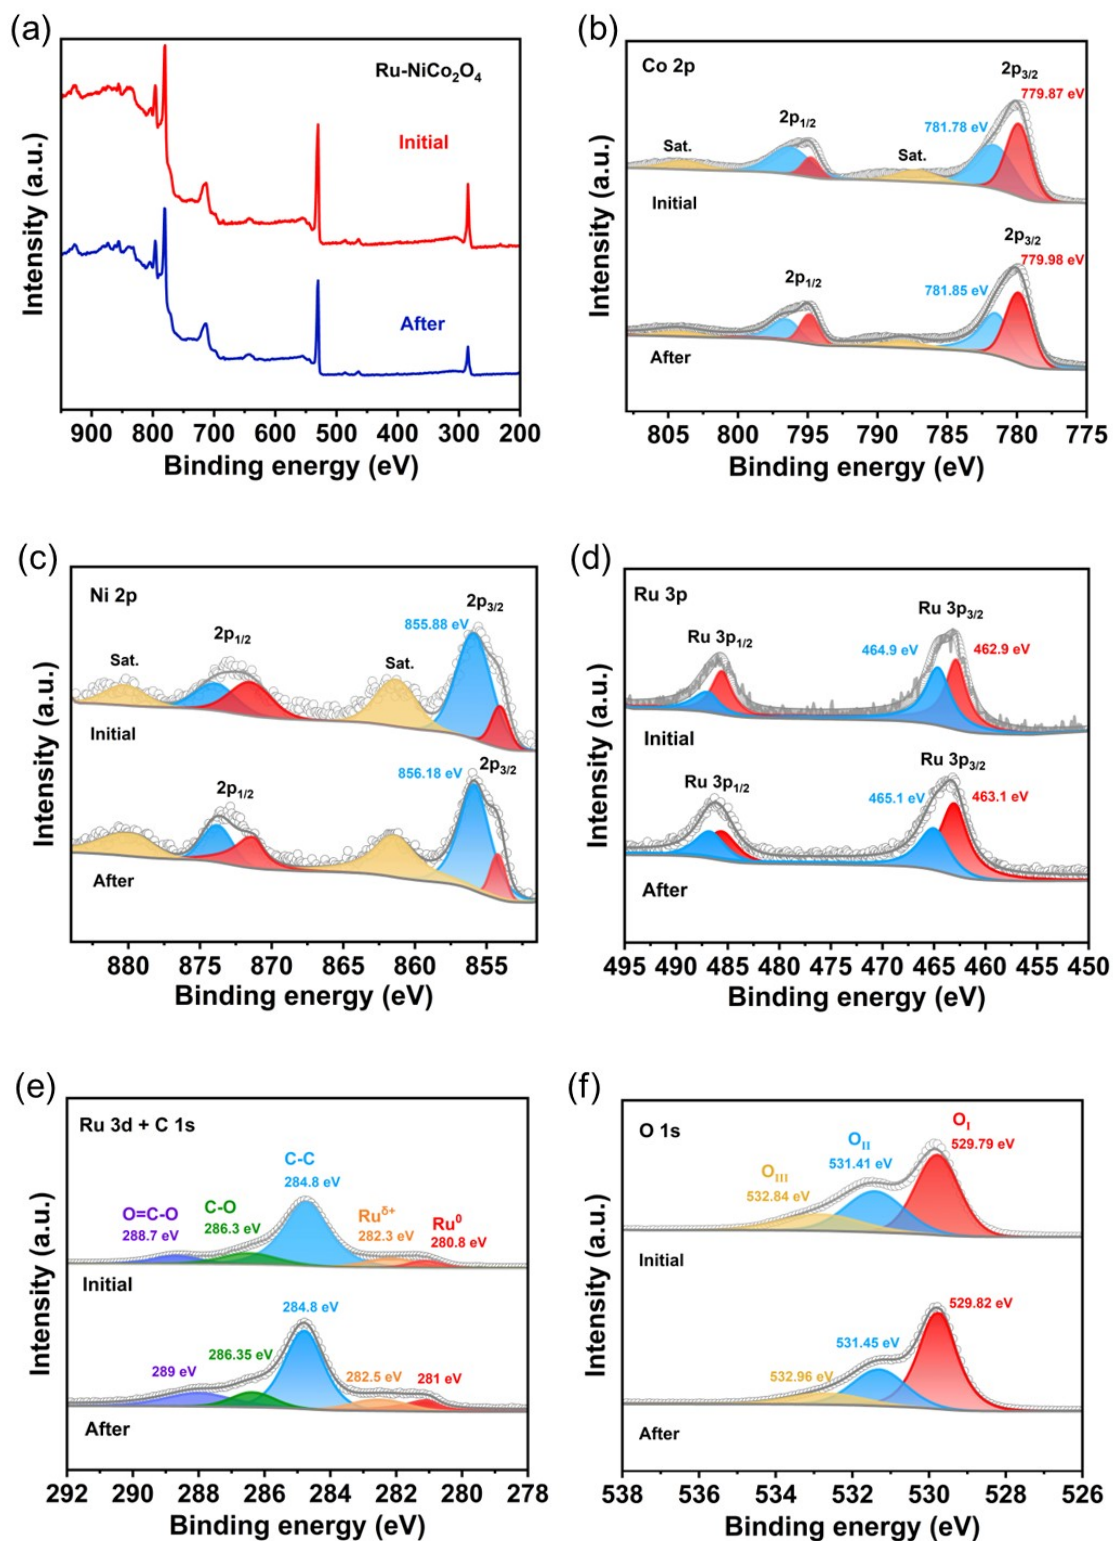 (a)
Ru-NiCo₂O₄
Initial
After
Intensity (a.u.)
900 800 700 600 500 400 300 200
Binding energy (eV)
(b)
Co 2p
2p₃/₂
779.87 eV
781.78 eV
2p₁/₂
Sat.
Sat.
Initial
2p₃/₂
779.98 eV
781.85 eV
2p₁/₂
After
Intensity (a.u.)
805 800 795 790 785 780 775
Binding energy (eV)
(c)
Ni 2p
2p₃/₂
855.88 eV
2p₁/₂
Sat.
Sat.
Initial
2p₃/₂
856.18 eV
2p₁/₂
After
Intensity (a.u.)
880 875 870 865 860 855
Binding energy (eV)
(d)
Ru 3p
Ru 3p₃/₂
Ru 3p₁/₂
464.9 eV
462.9 eV
Initial
Ru 3p₃/₂
Ru 3p₁/₂
465.1 eV
463.1 eV
After
Intensity (a.u.)
495 490 485 480 475 470 465 460 455 450
Binding energy (eV)
(e)
Ru 3d + C 1s
C-C
284.8 eV
O=C-O
288.7 eV
C-O
286.3 eV
Ruᵟ⁺
282.3 eV
Ru⁰
280.8 eV
Initial
284.8 eV
286.35 eV
289 eV
282.5 eV
281 eV
After
Intensity (a.u.)
292 290 288 286 284 282 280 278
Binding energy (eV)
(f)
O 1s
O_I
529.79 eV
O_II
531.41 eV
O_III
532.84 eV
Initial
529.82 eV
531.45 eV
532.96 eV
After
Intensity (a.u.)
538 536 534 532 530 528 526
Binding energy (eV)